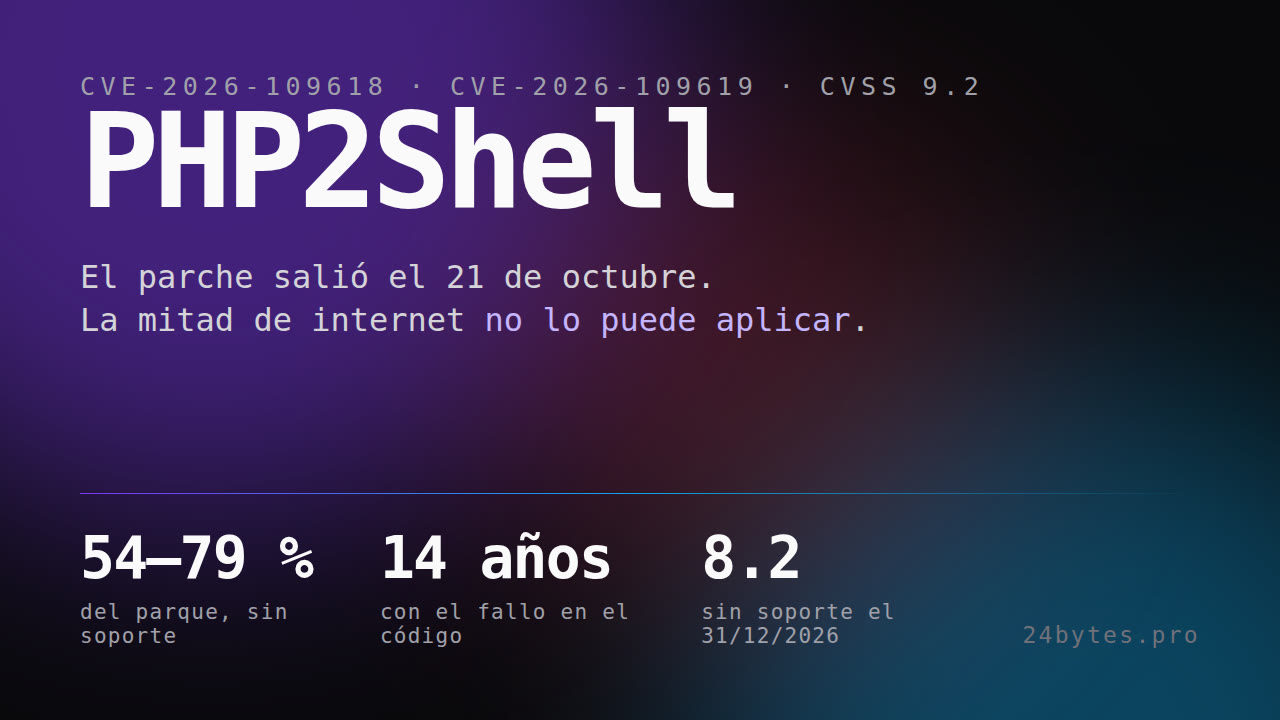 CVE-2026-109618 · CVE-2026-109619 · CVSS 9.2
PHP2Shell
El parche salió el 21 de octubre.
La mitad de internet no lo puede aplicar.
54–79 %
del parque, sin
soporte
14 años
con el fallo en el
código
8.2
sin soporte el
31/12/2026
24bytes.pro